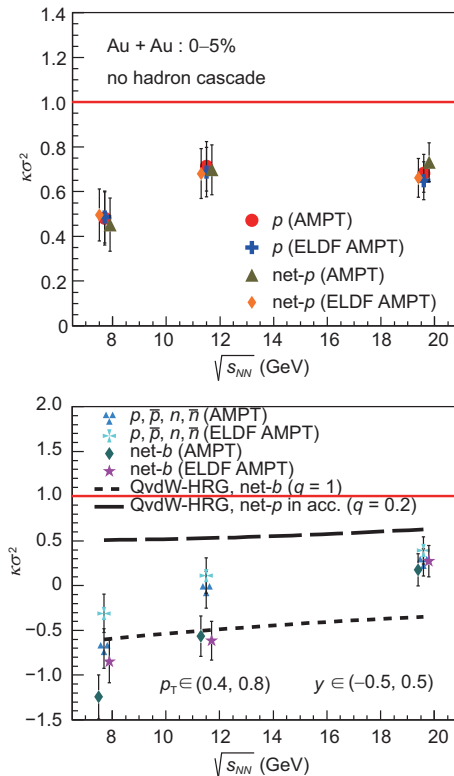 1.4
Au + Au : 0–5%
1.2
no hadron cascade
1.0
0.8
κσ²
0.6
p (AMPT)
p (ELDF AMPT)
0.4
net-p (AMPT)
0.2
net-p (ELDF AMPT)
0
8 10 12 14 16 18 20
√sNN (GeV)
2.0
p, p̅, n, n̅ (AMPT)
p, p̅, n, n̅ (ELDF AMPT)
1.5
net-b (AMPT)
net-b (ELDF AMPT)
1.0
QvdW-HRG, net-b (q = 1)
QvdW-HRG, net-p in acc. (q = 0.2)
0.5
κσ²
0
−0.5
−1.0
pT ∈ (0.4, 0.8) y ∈ (−0.5, 0.5)
−1.5
8 10 12 14 16 18 20
√sNN (GeV)